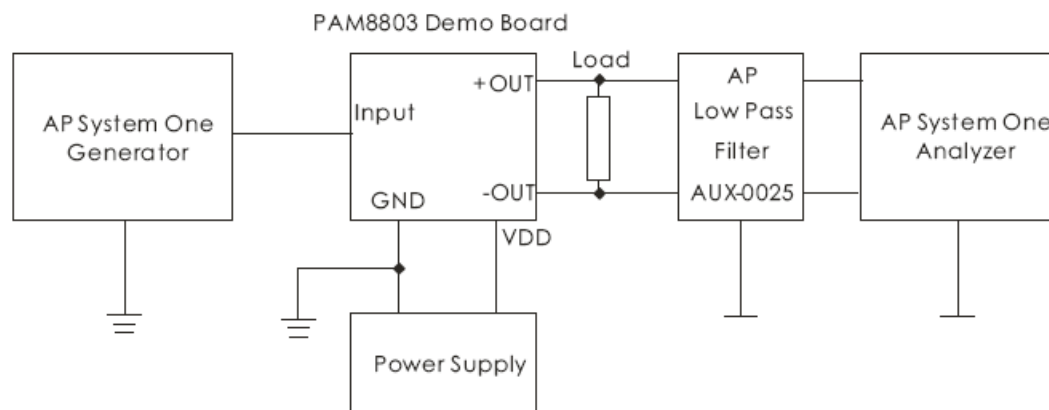 PAM8803 Demo Board
AP System One
Generator
Input
+OUT
-OUT
GND
VDD
Load
AP
Low Pass
Filter
AUX-0025
AP System One
Analyzer
Power Supply